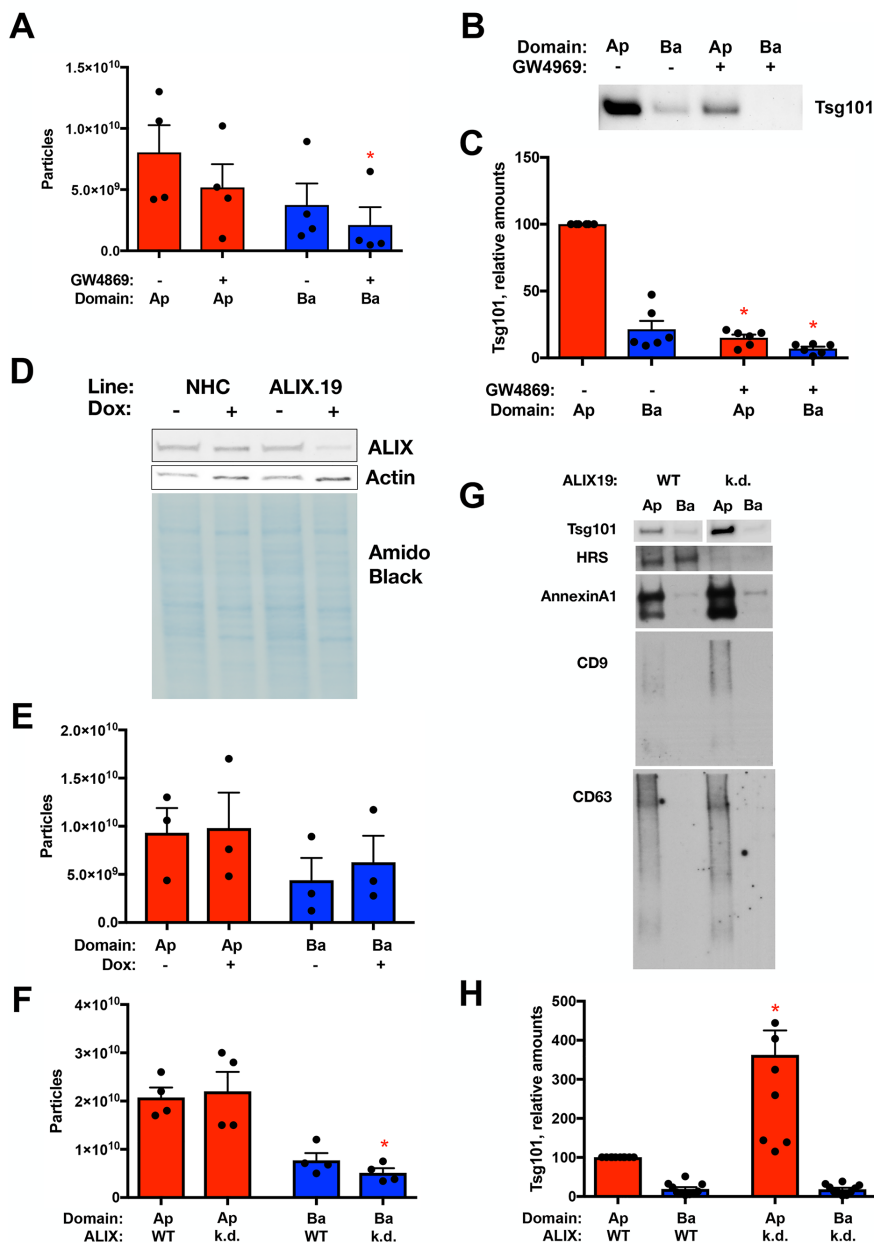 A
1.5×10¹⁰
1.0×10¹⁰
5.0×10⁹
0.0
Particles
*
GW4869: - + - +
Domain: Ap Ap Ba Ba
B
Domain: Ap Ba Ap Ba
GW4969: - - + +
Tsg101
C
150
100
50
0
Tsg101, relative amounts
* *
GW4869: - - + +
Domain: Ap Ba Ap Ba
D
Line: NHC ALIX.19
Dox: - + - +
ALIX
Actin
Amido
Black
E
2.0×10¹⁰
1.5×10¹⁰
1.0×10¹⁰
5.0×10⁹
0.0
Particles
Domain: Ap Ap Ba Ba
Dox: - + - +
F
4×10¹⁰
3×10¹⁰
2×10¹⁰
1×10¹⁰
0
Particles
*
Domain: Ap Ap Ba Ba
ALIX: WT k.d. WT k.d.
G
ALIX19: WT k.d.
Ap Ba Ap Ba
Tsg101
HRS
AnnexinA1
CD9
CD63
H
500
400
300
200
100
0
Tsg101, relative amounts
*
Domain: Ap Ba Ap Ba
ALIX: WT WT k.d. k.d.